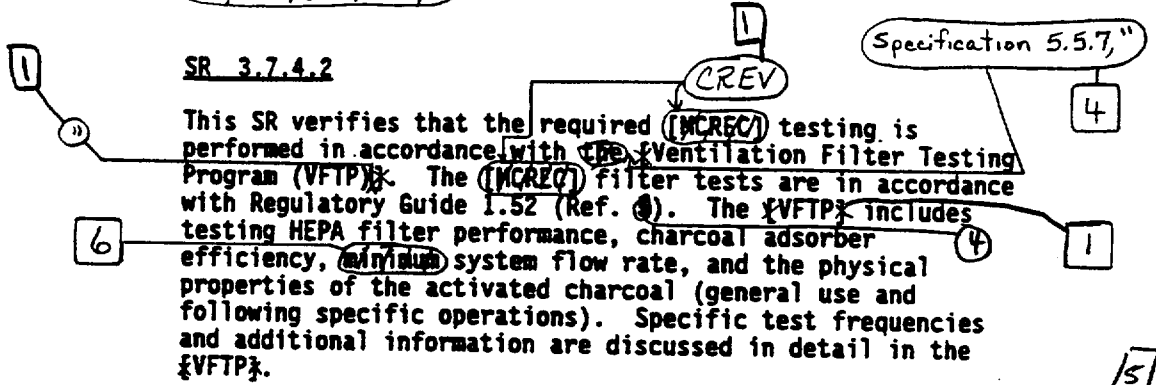 1
1
Specification 5.5.7,"
SR 3.7.4.2
CREV
4
This SR verifies that the required [MCREC] testing is
"
performed in accordance with the [Ventilation Filter Testing
Program (VFTP)]. The [MCREC] filter tests are in accordance
with Regulatory Guide 1.52 (Ref. ). The [VFTP] includes
testing HEPA filter performance, charcoal adsorber
4
1
6
efficiency, minimum system flow rate, and the physical
properties of the activated charcoal (general use and
following specific operations). Specific test frequencies
and additional information are discussed in detail in the
[VFTP].
5